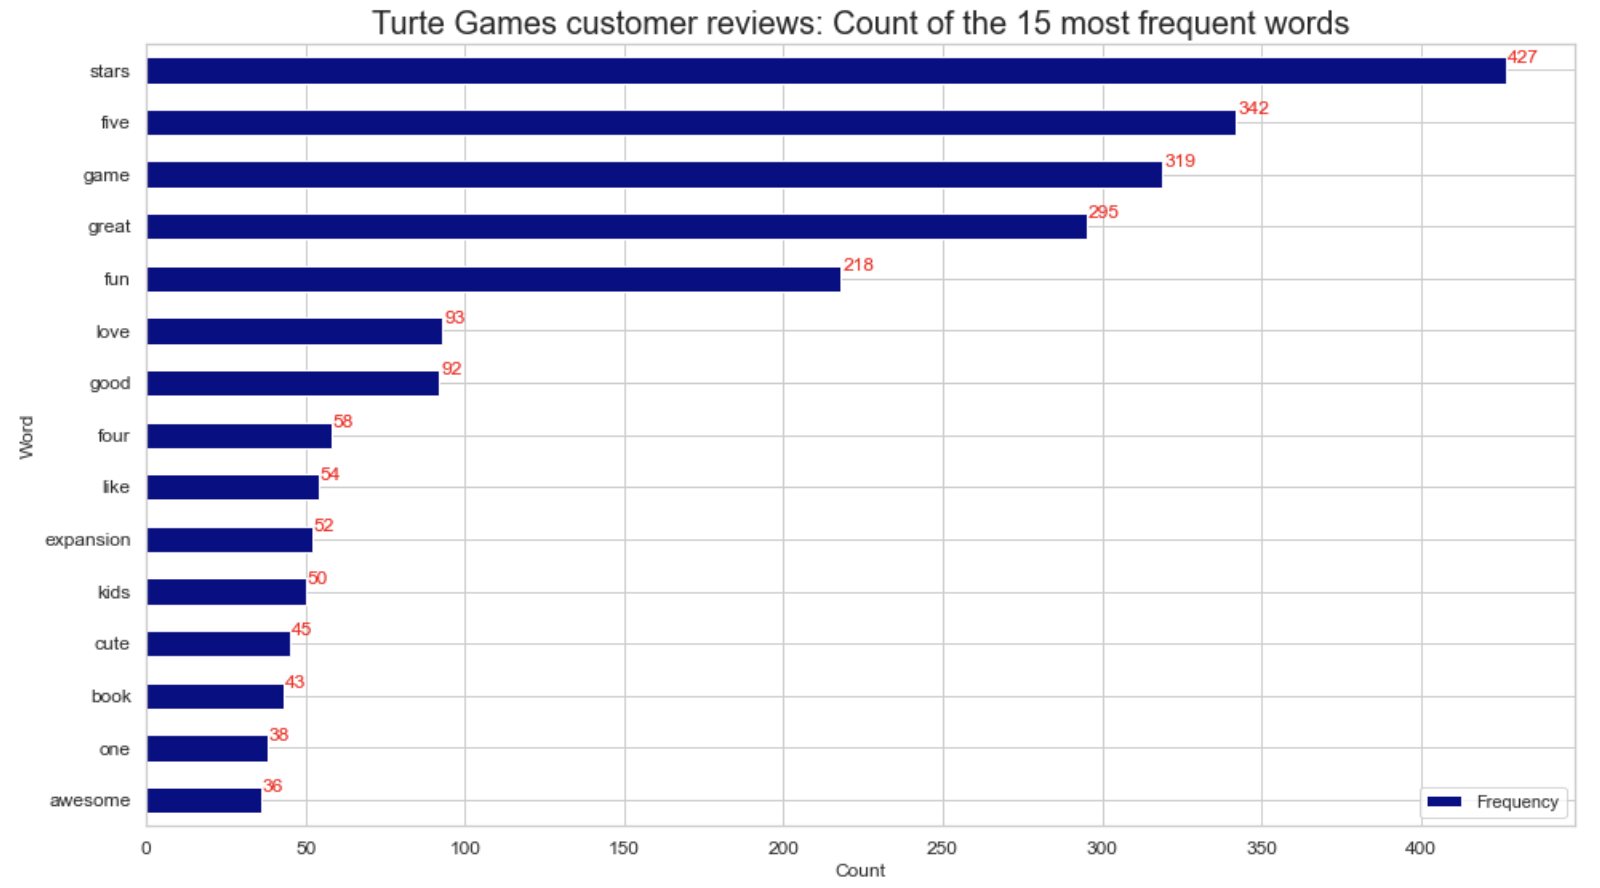 Turte Games customer reviews: Count of the 15 most frequent words
stars 427
five 342
game 319
great 295
fun 218
love 93
good 92
four 58
like 54
expansion 52
kids 50
cute 45
book 43
one 38
awesome 36
Word
Frequency
0 50 100 150 200 250 300 350 400
Count